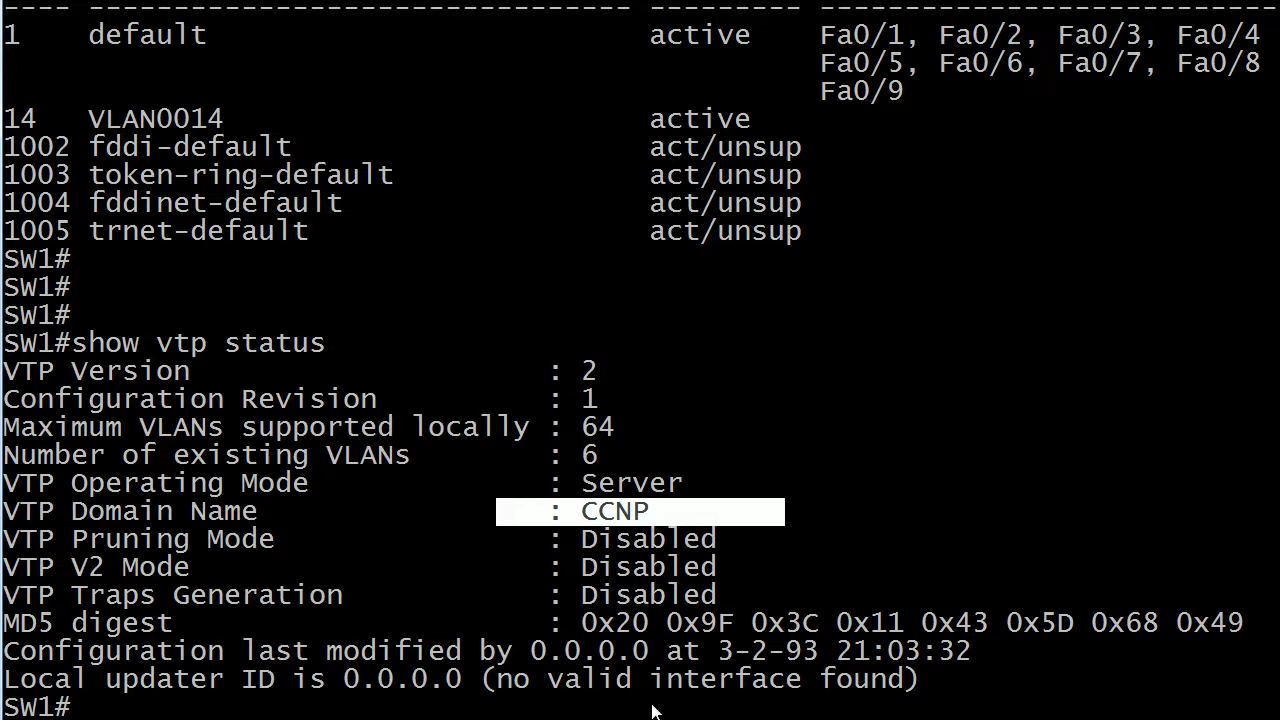 ---- -------------------------------- --------- ---------------------------
1    default                          active    Fa0/1, Fa0/2, Fa0/3, Fa0/4
                                                Fa0/5, Fa0/6, Fa0/7, Fa0/8
                                                Fa0/9
14   VLAN0014                         active
1002 fddi-default                     act/unsup
1003 token-ring-default               act/unsup
1004 fddinet-default                  act/unsup
1005 trnet-default                    act/unsup
SW1#
SW1#
SW1#
SW1#show vtp status
VTP Version                      : 2
Configuration Revision           : 1
Maximum VLANs supported locally : 64
Number of existing VLANs         : 6
VTP Operating Mode               : Server
VTP Domain Name                  : CCNP
VTP Pruning Mode                 : Disabled
VTP V2 Mode                      : Disabled
VTP Traps Generation             : Disabled
MD5 digest                       : 0x20 0x9F 0x3C 0x11 0x43 0x5D 0x68 0x49
Configuration last modified by 0.0.0.0 at 3-2-93 21:03:32
Local updater ID is 0.0.0.0 (no valid interface found)
SW1#